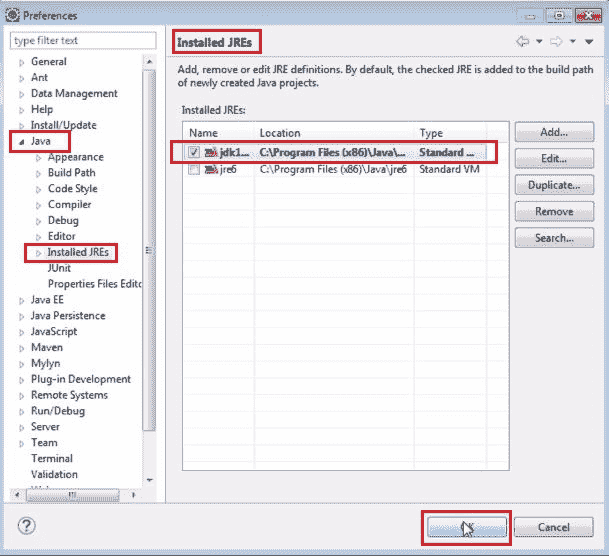 Preferences
type filter text
General
Ant
Data Management
Help
Install/Update
Java
Appearance
Build Path
Code Style
Compiler
Debug
Editor
Installed JREs
JUnit
Properties Files Edito
Java EE
Java Persistence
JavaScript
Maven
Mylyn
Plug-in Development
Remote Systems
Run/Debug
Server
Team
Terminal
Validation
Installed JREs
Add, remove or edit JRE definitions. By default, the checked JRE is added to the build path
of newly created Java projects.
Installed JREs:
Name Location Type
jdk1... C:\Program Files (x86)\Java\... Standard ...
jre6 C:\Program Files (x86)\Java\jre6 Standard VM
Add...
Edit...
Duplicate...
Remove
Search...
Cancel